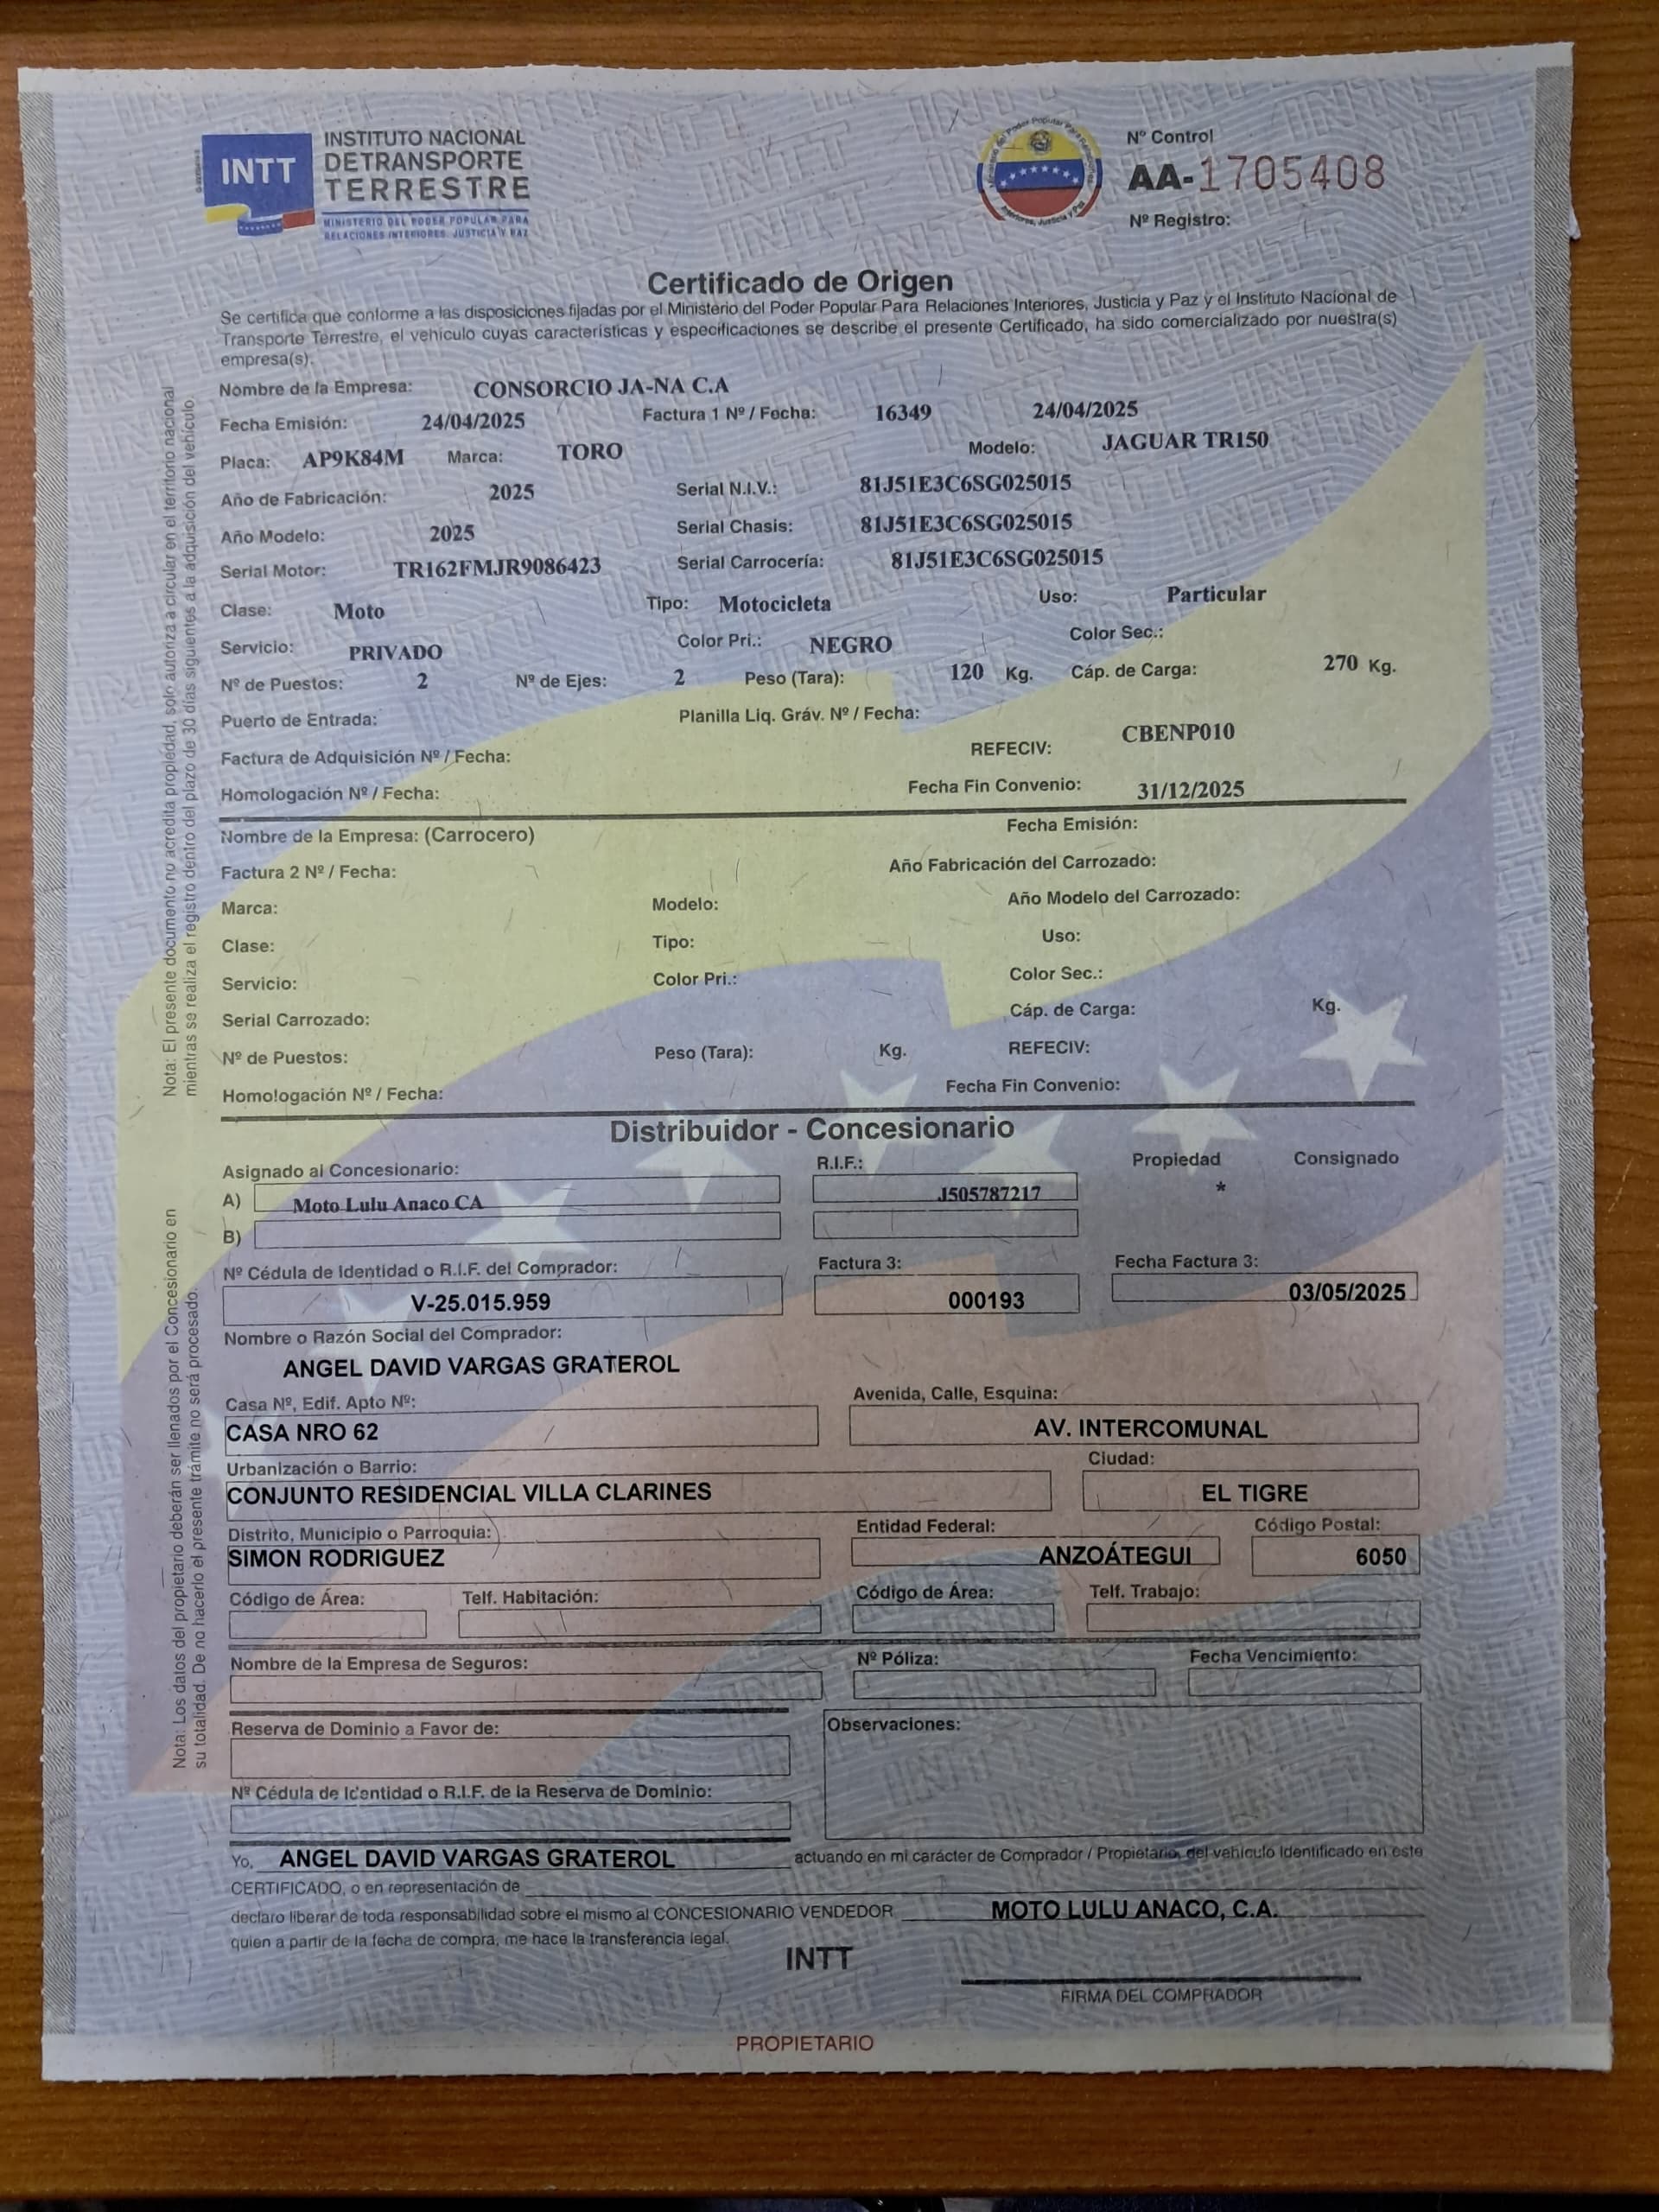 INTT
INSTITUTO NACIONAL
DETRANSPORTE
TERRESTRE
MINISTERIO DEL PODER POPULAR PARA
RELACIONES INTERIORES, JUSTICIA Y PAZ
Nº Control
AA-1705408
Nº Registro:
Certificado de Origen
Se certifica que conforme a las disposiciones fijadas por el Ministerio del Poder Popular Para Relaciones Interiores, Justicia y Paz y el Instituto Nacional de
Transporte Terrestre, el vehículo cuyas características y especificaciones se describe el presente Certificado, ha sido comercializado por nuestra(s)
empresa(s).
Nombre de la Empresa: CONSORCIO JA-NA C.A
Fecha Emisión: 24/04/2025 Factura 1 Nº / Fecha: 16349 24/04/2025
Placa: AP9K84M Marca: TORO Modelo: JAGUAR TR150
Año de Fabricación: 2025 Serial N.I.V.: 81J51E3C6SG025015
Año Modelo: 2025 Serial Chasis: 81J51E3C6SG025015
Serial Motor: TR162FMJR9086423 Serial Carrocería: 81J51E3C6SG025015
Clase: Moto Tipo: Motocicleta Uso: Particular
Servicio: PRIVADO Color Pri.: NEGRO Color Sec.:
Nº de Puestos: 2 Nº de Ejes: 2 Peso (Tara): 120 Kg. Cáp. de Carga: 270 Kg.
Puerto de Entrada: Planilla Liq. Gráv. Nº / Fecha:
Factura de Adquisición Nº / Fecha: REFECIV: CBENP010
Homologación Nº / Fecha: Fecha Fin Convenio: 31/12/2025
Nombre de la Empresa: (Carrocero) Fecha Emisión:
Factura 2 Nº / Fecha: Año Fabricación del Carrozado:
Marca: Modelo: Año Modelo del Carrozado:
Clase: Tipo: Uso:
Servicio: Color Pri.: Color Sec.:
Serial Carrozado: Cáp. de Carga: Kg.
Nº de Puestos: Peso (Tara): Kg. REFECIV:
Homologación Nº / Fecha: Fecha Fin Convenio:
Nota: El presente documento no acredita propiedad, solo autoriza a circular en el territorio nacional
mientras se realiza el registro dentro del plazo de 30 días siguientes a la adquisición del vehículo.
Distribuidor - Concesionario
Asignado al Concesionario: R.I.F.: Propiedad Consignado
A) Moto Lulu Anaco CA J505787217 *
B)
Nº Cédula de Identidad o R.I.F. del Comprador: Factura 3: Fecha Factura 3:
V-25.015.959 000193 03/05/2025
Nombre o Razón Social del Comprador:
ANGEL DAVID VARGAS GRATEROL
Casa Nº, Edif. Apto Nº: Avenida, Calle, Esquina:
CASA NRO 62 AV. INTERCOMUNAL
Urbanización o Barrio: Ciudad:
CONJUNTO RESIDENCIAL VILLA CLARINES EL TIGRE
Distrito, Municipio o Parroquia: Entidad Federal: Código Postal:
SIMON RODRIGUEZ ANZOÁTEGUI 6050
Código de Área: Telf. Habitación: Código de Área: Telf. Trabajo:
Nombre de la Empresa de Seguros: Nº Póliza: Fecha Vencimiento:
Reserva de Dominio a Favor de: Observaciones:
Nº Cédula de Identidad o R.I.F. de la Reserva de Dominio:
Nota: Los datos del propietario deberán ser llenados por el Concesionario en
su totalidad. De no hacerlo el presente trámite no será procesado.
Yo, ANGEL DAVID VARGAS GRATEROL actuando en mi carácter de Comprador / Propietario, del vehículo Identificado en este
CERTIFICADO, o en representación de
declaro liberar de toda responsabilidad sobre el mismo al CONCESIONARIO VENDEDOR MOTO LULU ANACO, C.A.
quien a partir de la fecha de compra, me hace la transferencia legal.
INTT
FIRMA DEL COMPRADOR
PROPIETARIO